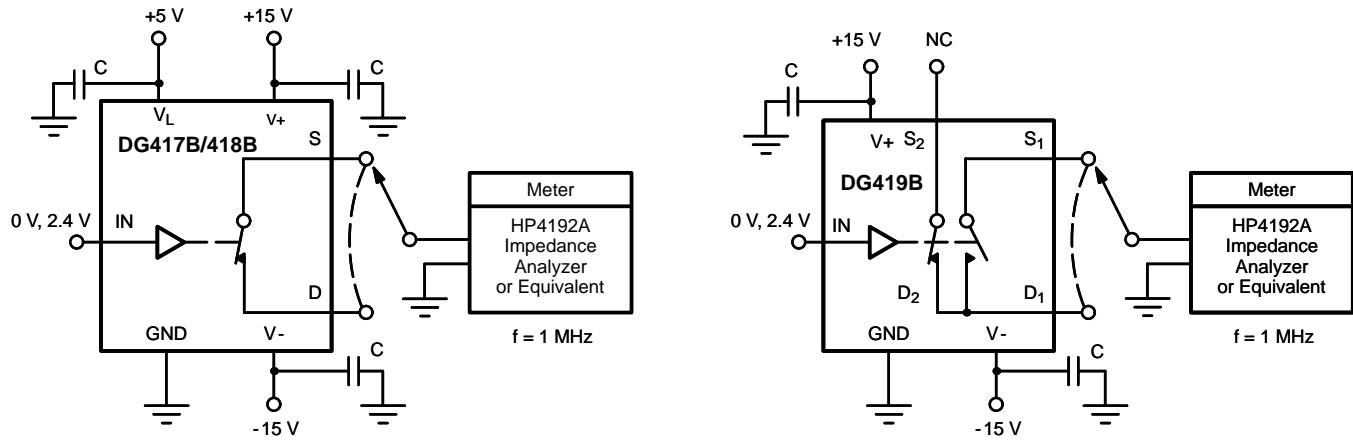 +5 V
+15 V
C
C
VL
V+
DG417B/418B
S
0 V, 2.4 V
IN
D
GND
V-
C
-15 V
Meter
HP4192A
Impedance
Analyzer
or Equivalent
f = 1 MHz
+15 V
NC
C
V+
S2
S1
DG419B
0 V, 2.4 V
IN
D2
D1
GND
V-
C
-15 V
Meter
HP4192A
Impedance
Analyzer
or Equivalent
f = 1 MHz